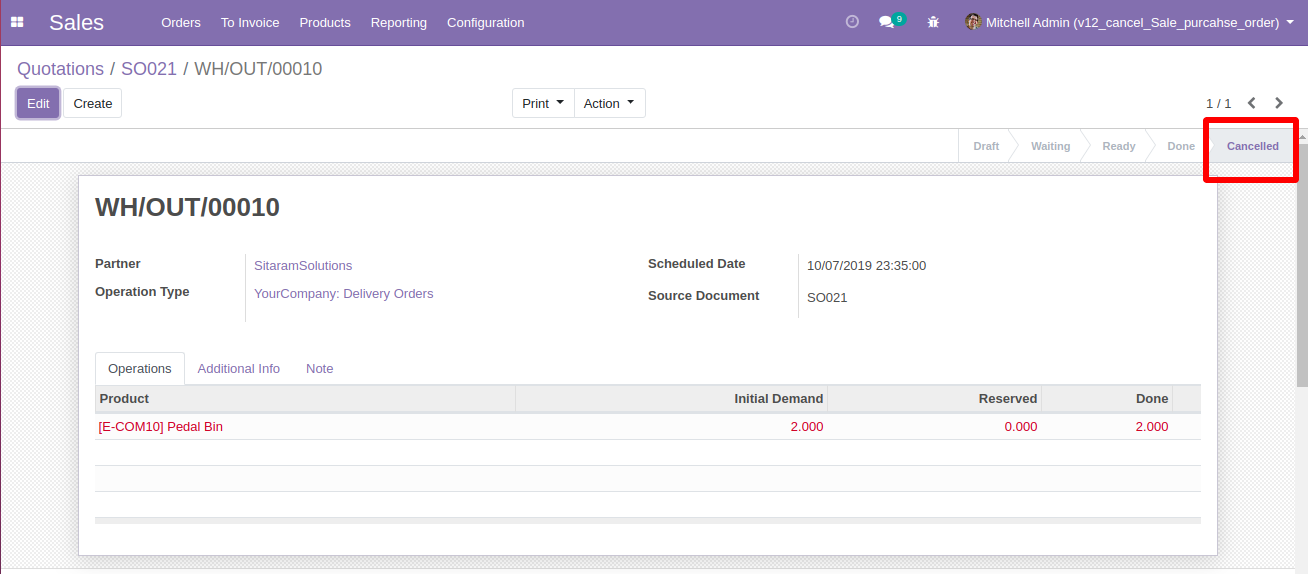 Sales Orders To Invoice Products Reporting Configuration 9 Mitchell Admin (v12_cancel_Sale_purcahse_order)
Quotations / SO021 / WH/OUT/00010
Edit Create Print Action 1 / 1
Draft Waiting Ready Done Cancelled
WH/OUT/00010
Partner SitaramSolutions Scheduled Date 10/07/2019 23:35:00
Operation Type YourCompany: Delivery Orders Source Document SO021
Operations Additional Info Note
Product Initial Demand Reserved Done
[E-COM10] Pedal Bin 2.000 0.000 2.000